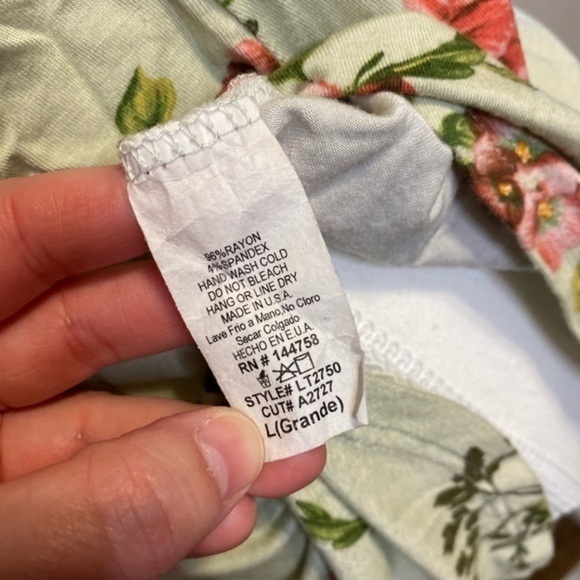 96%RAYON
4%SPANDEX
HAND WASH COLD
DO NOT BLEACH
HANG OR LINE DRY
MADE IN U.S.A.
Lave Frio a Mano,No Cloro
Secar Colgado
HECHO EN E.U.A.
RN # 144758
STYLE# LT2750
CUT# A2727
L(Grande)